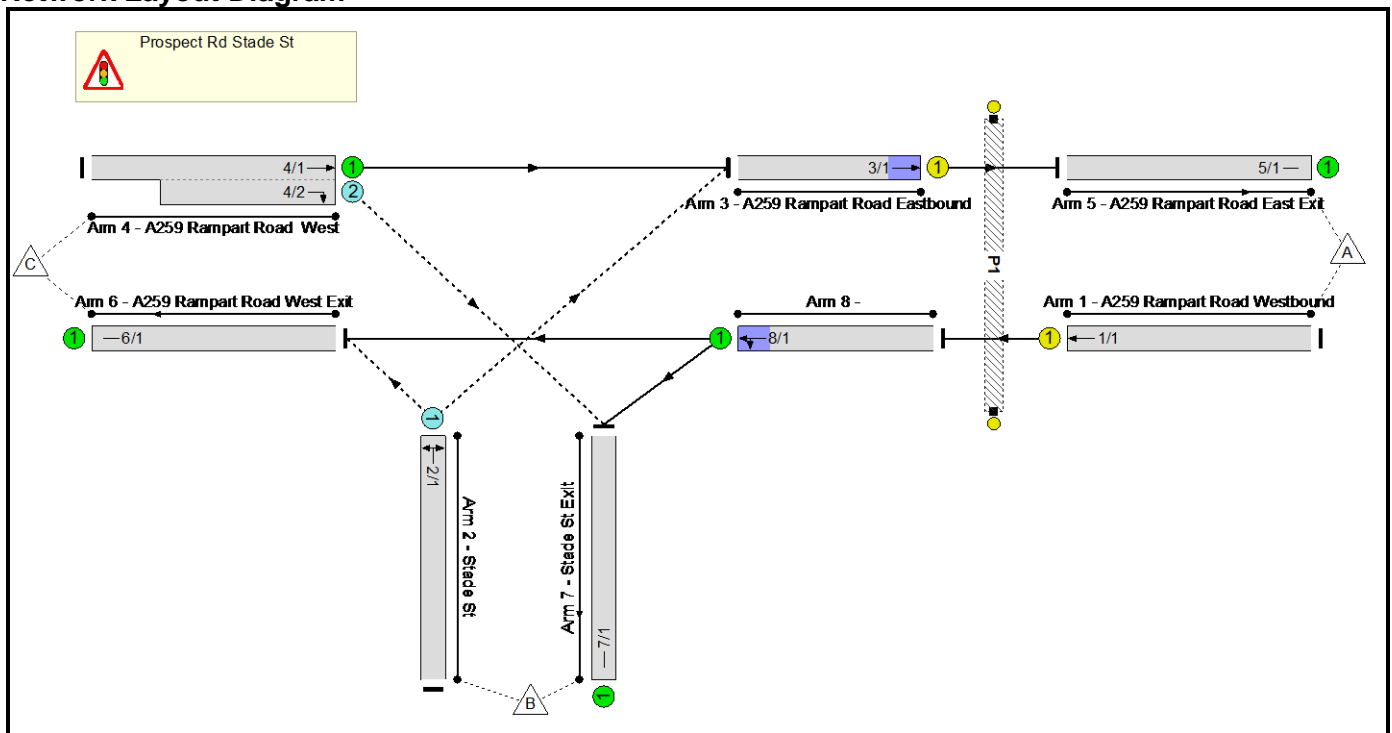 Network Layout Diagram
Prospect Rd Stade St
4/1
1
4/2
2
Arm 4 - A259 Rampart Road West
3/1
1
Arm 3 - A259 Rampart Road Eastbound
5/1
1
Arm 5 - A259 Rampart Road East Exit
C
P1
A
Arm 6 - A259 Rampart Road West Exit
1
6/1
Arm 8 -
1
8/1
Arm 1 - A259 Rampart Road Westbound
1
1/1
1
2/1
Arm 2 - Stade St
Arm 7 - Stade St Exit
7/1
1
B